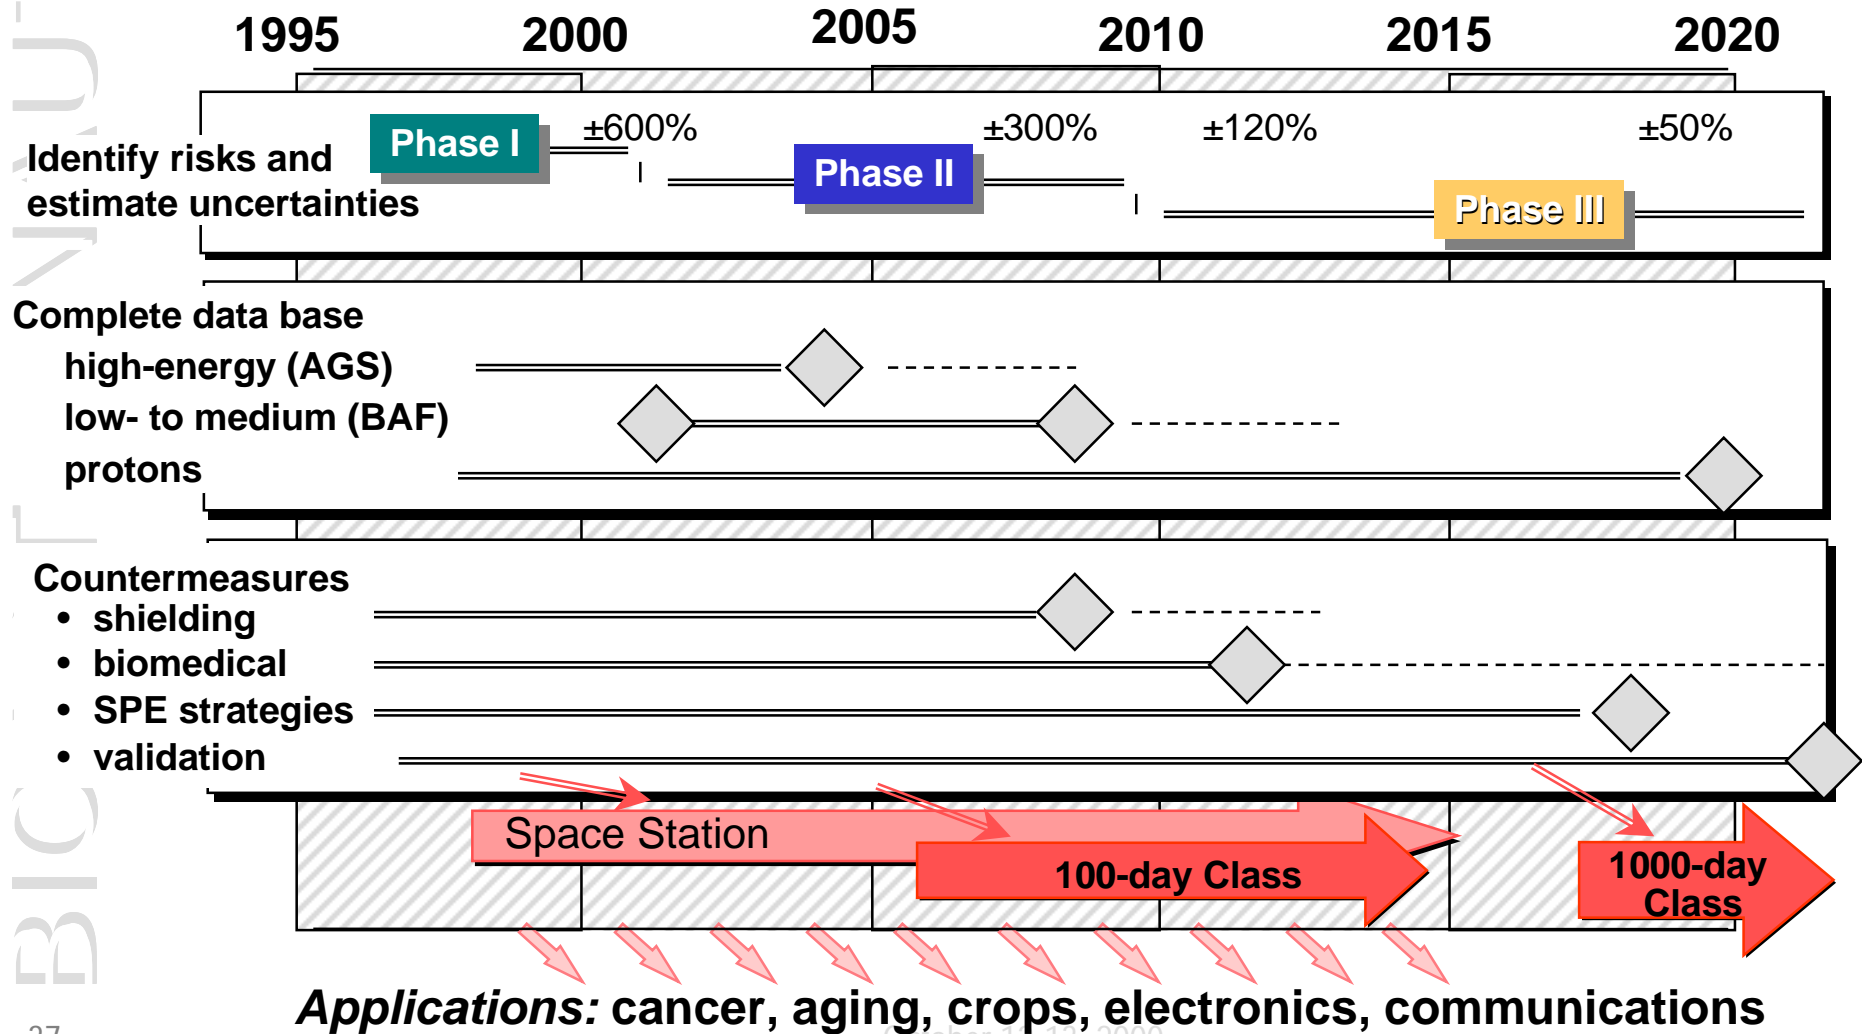 1995 2000 2005 2010 2015 2020
±600% ±300% ±120% ±50%
Phase I
Identify risks and
Phase II
estimate uncertainties
Phase III
Complete data base
high-energy (AGS)
low- to medium (BAF)
protons
Countermeasures
• shielding
• biomedical
• SPE strategies
• validation
Space Station
100-day Class
1000-day
Class
Applications: cancer, aging, crops, electronics, communications